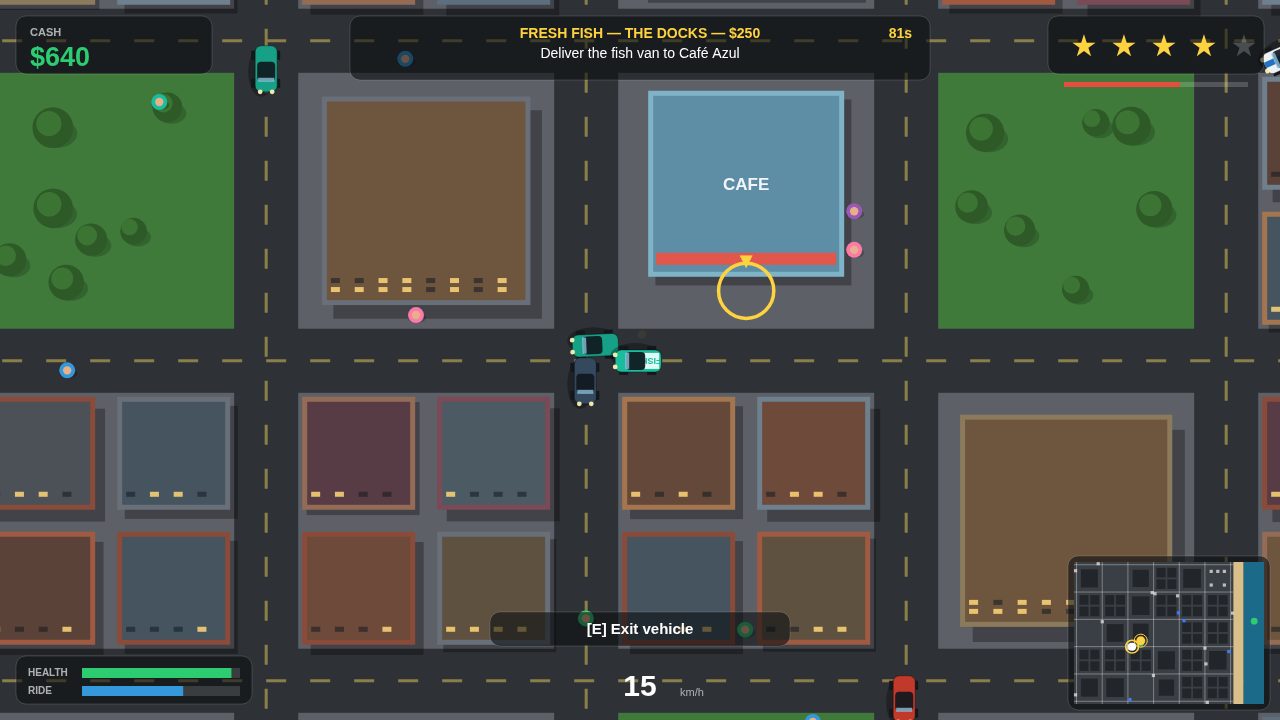 CASH
$640
FRESH FISH — THE DOCKS — $250
81s
Deliver the fish van to Café Azul
CAFE
[E] Exit vehicle
HEALTH
RIDE
15 km/h